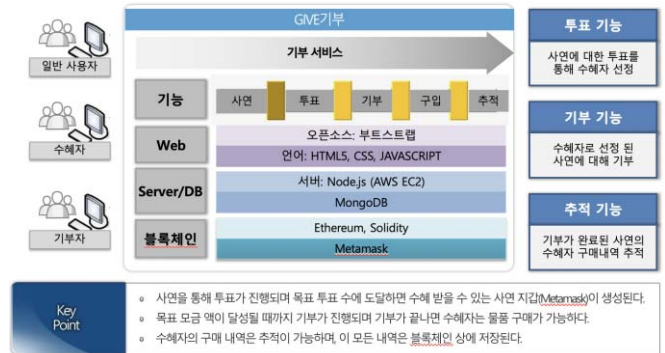 GIVE기부
기부 서비스
일반 사용자
수혜자
기부자
기능
사연
투표
기부
구입
추적
Web
오픈소스: 부트스트랩
언어: HTML5, CSS, JAVASCRIPT
Server/DB
서버: Node.js (AWS EC2)
MongoDB
블록체인
Ethereum, Solidity
Metamask
투표 기능
사연에 대한 투표를
통해 수혜자 선정
기부 기능
수혜자로 선정 된
사연에 대해 기부
추적 기능
기부가 완료된 사연의
수혜자 구매내역 추적
Key
Point
사연을 통해 투표가 진행되며 목표 투표 수에 도달하면 수혜 받을 수 있는 사연 지갑(Metamask)이 생성된다.
목표 모금 액이 달성될 때까지 기부가 진행되며 기부가 끝나면 수혜자는 물품 구매가 가능하다.
수혜자의 구매 내역은 추적이 가능하며, 이 모든 내역은 블록체인 상에 저장된다.